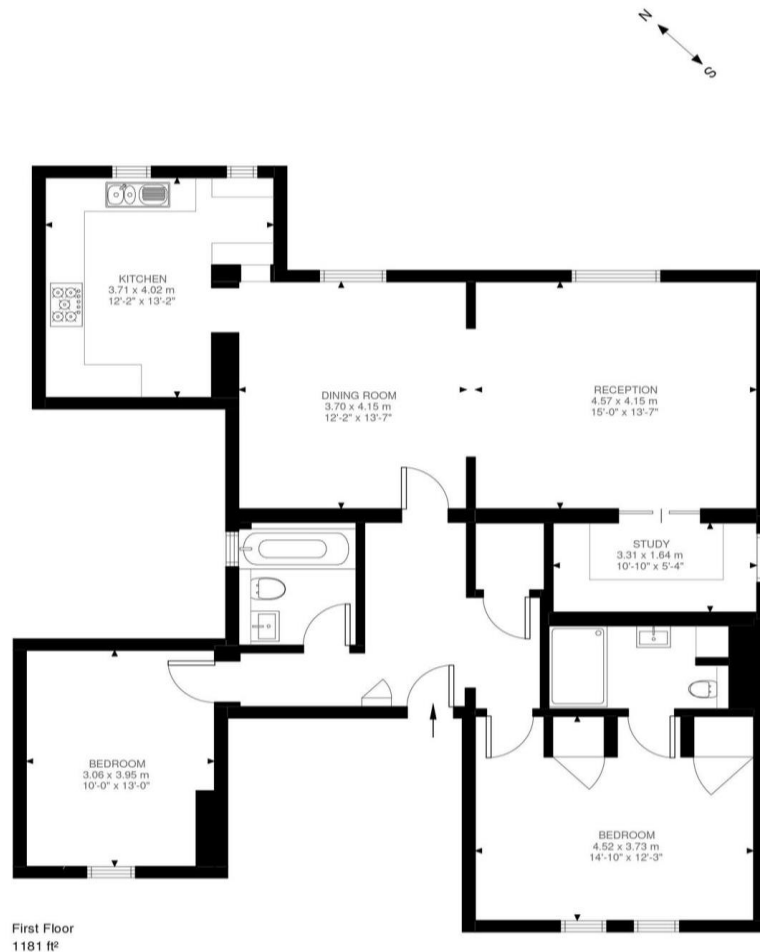 N
S
KITCHEN
3.71 x 4.02 m
12'-2" x 13'-2"
DINING ROOM
3.70 x 4.15 m
12'-2" x 13'-7"
RECEPTION
4.57 x 4.15 m
15'-0" x 13'-7"
STUDY
3.31 x 1.64 m
10'-10" x 5'-4"
BEDROOM
3.06 x 3.95 m
10'-0" x 13'-0"
BEDROOM
4.52 x 3.73 m
14'-10" x 12'-3"
First Floor
1181 ft²